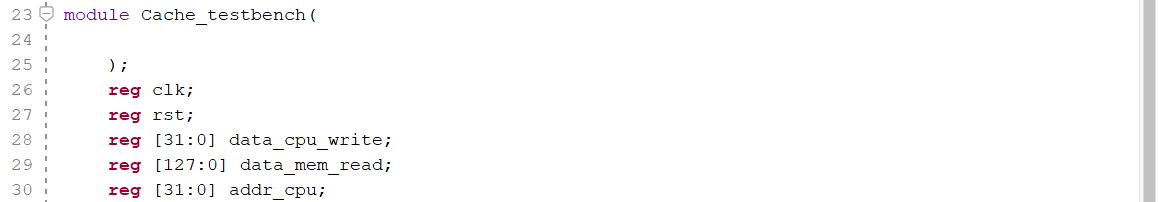 23 module Cache_testbench(
24
25     );
26     reg clk;
27     reg rst;
28     reg [31:0] data_cpu_write;
29     reg [127:0] data_mem_read;
30     reg [31:0] addr_cpu;